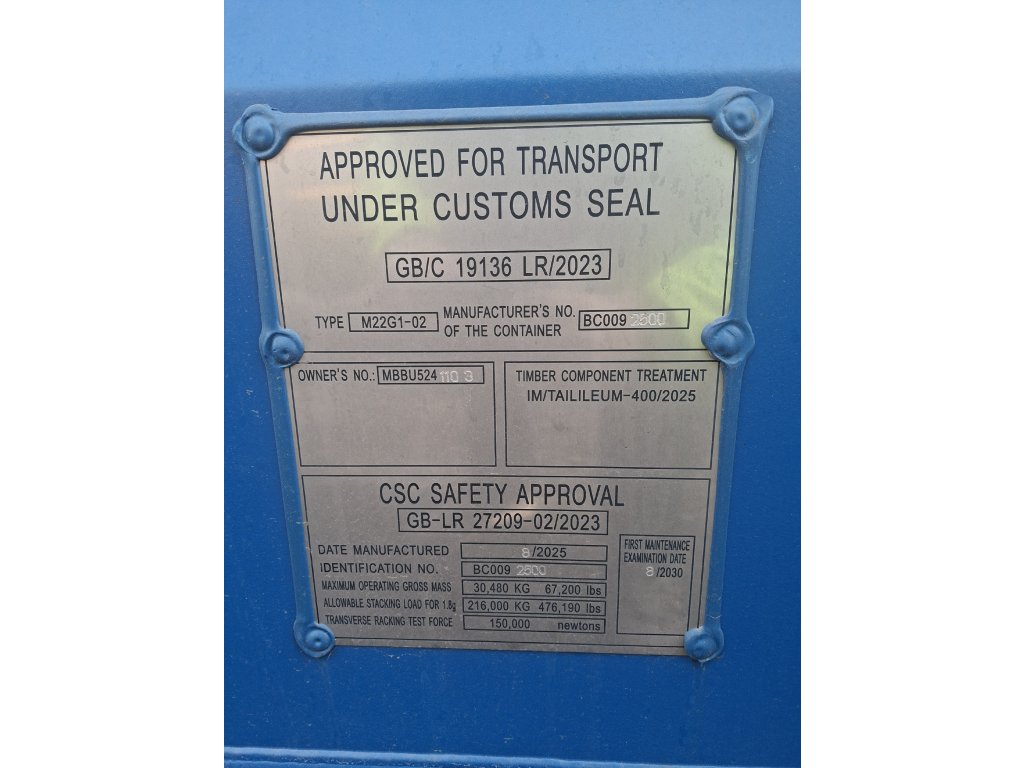 APPROVED FOR TRANSPORT
UNDER CUSTOMS SEAL
GB/C 19136 LR/2023
TYPE M22G1-02 MANUFACTURER'S NO. OF THE CONTAINER BC009 2500
OWNER'S NO.: MBBU524 110 3
TIMBER COMPONENT TREATMENT
IM/TAILILEUM-400/2025
CSC SAFETY APPROVAL
GB-LR 27209-02/2023
DATE MANUFACTURED 8/2025
IDENTIFICATION NO. BC009 2500
MAXIMUM OPERATING GROSS MASS 30,480 KG 67,200 lbs
ALLOWABLE STACKING LOAD FOR 1.8g 216,000 KG 476,190 lbs
TRANSVERSE RACKING TEST FORCE 150,000 newtons
FIRST MAINTENANCE
EXAMINATION DATE
8/2030